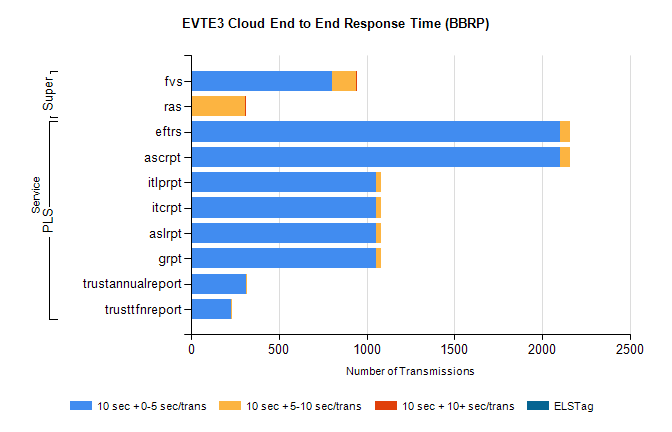 EVTE3 Cloud End to End Response Time (BBRP)
Service
Super
PLS
fvs
ras
eftrs
ascrpt
itlprpt
itcrpt
aslrpt
grpt
trustannualreport
trusttfnreport
0 500 1000 1500 2000 2500
Number of Transmissions
10 sec +0-5 sec/trans 10 sec +5-10 sec/trans 10 sec + 10+ sec/trans ELSTag